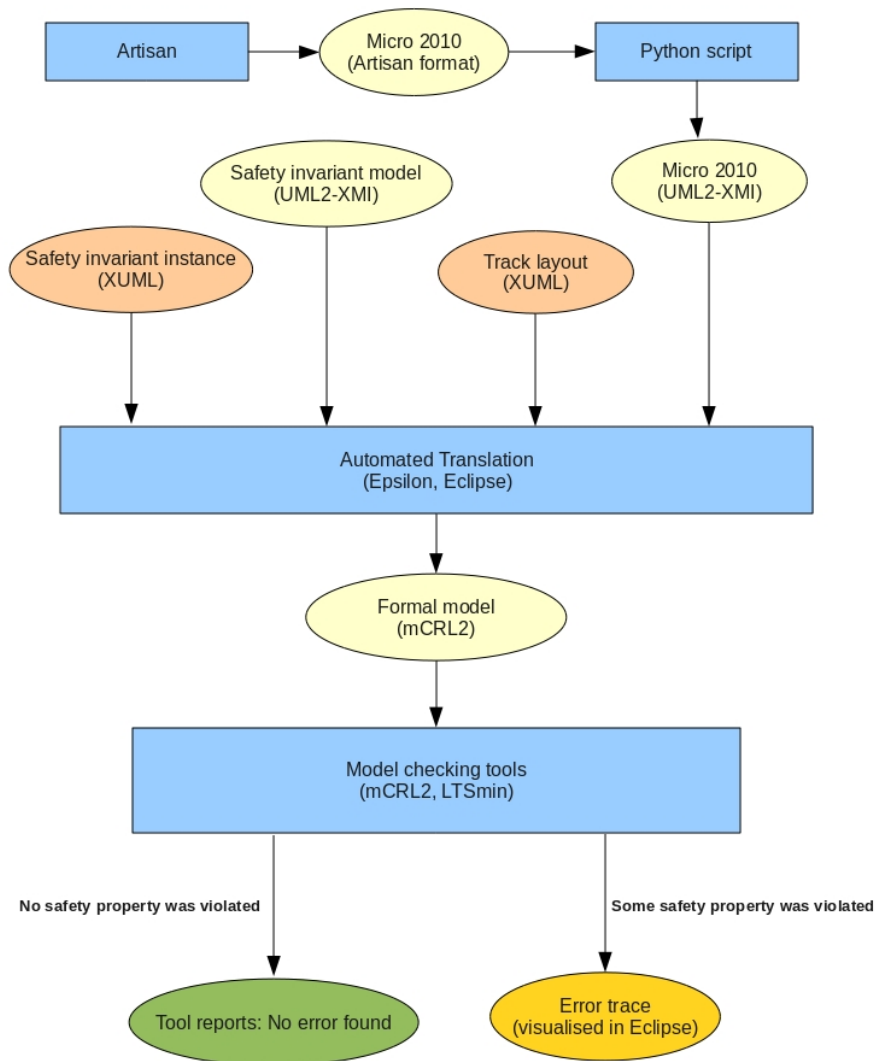 Artisan
Micro 2010
(Artisan format)
Python script
Safety invariant model
(UML2-XMI)
Micro 2010
(UML2-XMI)
Safety invariant instance
(XUML)
Track layout
(XUML)
Automated Translation
(Epsilon, Eclipse)
Formal model
(mCRL2)
Model checking tools
(mCRL2, LTSmin)
No safety property was violated
Some safety property was violated
Tool reports: No error found
Error trace
(visualised in Eclipse)